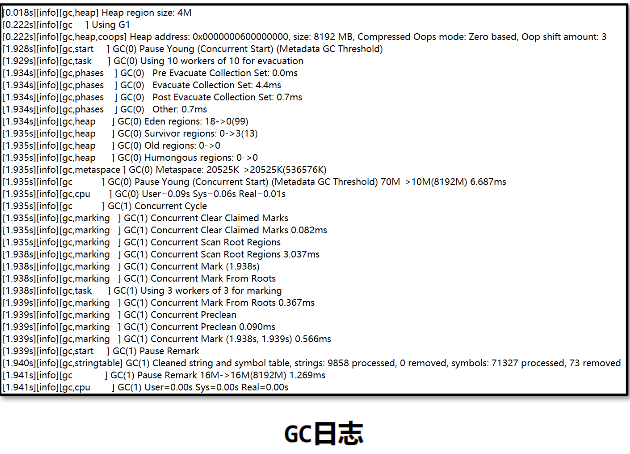 [0.018s][info][gc,heap] Heap region size: 4M
[0.222s][info][gc     ] Using G1
[0.222s][info][gc,heap,coops] Heap address: 0x0000000600000000, size: 8192 MB, Compressed Oops mode: Zero based, Oop shift amount: 3
[1.928s][info][gc,start     ] GC(0) Pause Young (Concurrent Start) (Metadata GC Threshold)
[1.929s][info][gc,task      ] GC(0) Using 10 workers of 10 for evacuation
[1.934s][info][gc,phases    ] GC(0)   Pre Evacuate Collection Set: 0.0ms
[1.934s][info][gc,phases    ] GC(0)   Evacuate Collection Set: 4.4ms
[1.934s][info][gc,phases    ] GC(0)   Post Evacuate Collection Set: 0.7ms
[1.934s][info][gc,phases    ] GC(0)   Other: 0.7ms
[1.934s][info][gc,heap      ] GC(0) Eden regions: 18->0(99)
[1.935s][info][gc,heap      ] GC(0) Survivor regions: 0->3(13)
[1.935s][info][gc,heap      ] GC(0) Old regions: 0->0
[1.935s][info][gc,heap      ] GC(0) Humongous regions: 0->0
[1.935s][info][gc,metaspace ] GC(0) Metaspace: 20525K->20525K(536576K)
[1.935s][info][gc           ] GC(0) Pause Young (Concurrent Start) (Metadata GC Threshold) 70M->10M(8192M) 6.687ms
[1.935s][info][gc,cpu       ] GC(0) User=0.09s Sys=0.06s Real=0.01s
[1.935s][info][gc           ] GC(1) Concurrent Cycle
[1.935s][info][gc,marking   ] GC(1) Concurrent Clear Claimed Marks
[1.935s][info][gc,marking   ] GC(1) Concurrent Clear Claimed Marks 0.082ms
[1.935s][info][gc,marking   ] GC(1) Concurrent Scan Root Regions
[1.938s][info][gc,marking   ] GC(1) Concurrent Scan Root Regions 3.037ms
[1.938s][info][gc,marking   ] GC(1) Concurrent Mark (1.938s)
[1.938s][info][gc,marking   ] GC(1) Concurrent Mark From Roots
[1.938s][info][gc,task      ] GC(1) Using 3 workers of 3 for marking
[1.939s][info][gc,marking   ] GC(1) Concurrent Mark From Roots 0.367ms
[1.939s][info][gc,marking   ] GC(1) Concurrent Preclean
[1.939s][info][gc,marking   ] GC(1) Concurrent Preclean 0.090ms
[1.939s][info][gc,marking   ] GC(1) Concurrent Mark (1.938s, 1.939s) 0.566ms
[1.939s][info][gc,start     ] GC(1) Pause Remark
[1.940s][info][gc,stringtable] GC(1) Cleaned string and symbol table, strings: 9858 processed, 0 removed, symbols: 71327 processed, 73 removed
[1.941s][info][gc           ] GC(1) Pause Remark 16M->16M(8192M) 1.269ms
[1.941s][info][gc,cpu       ] GC(1) User=0.00s Sys=0.00s Real=0.00s
GC日志